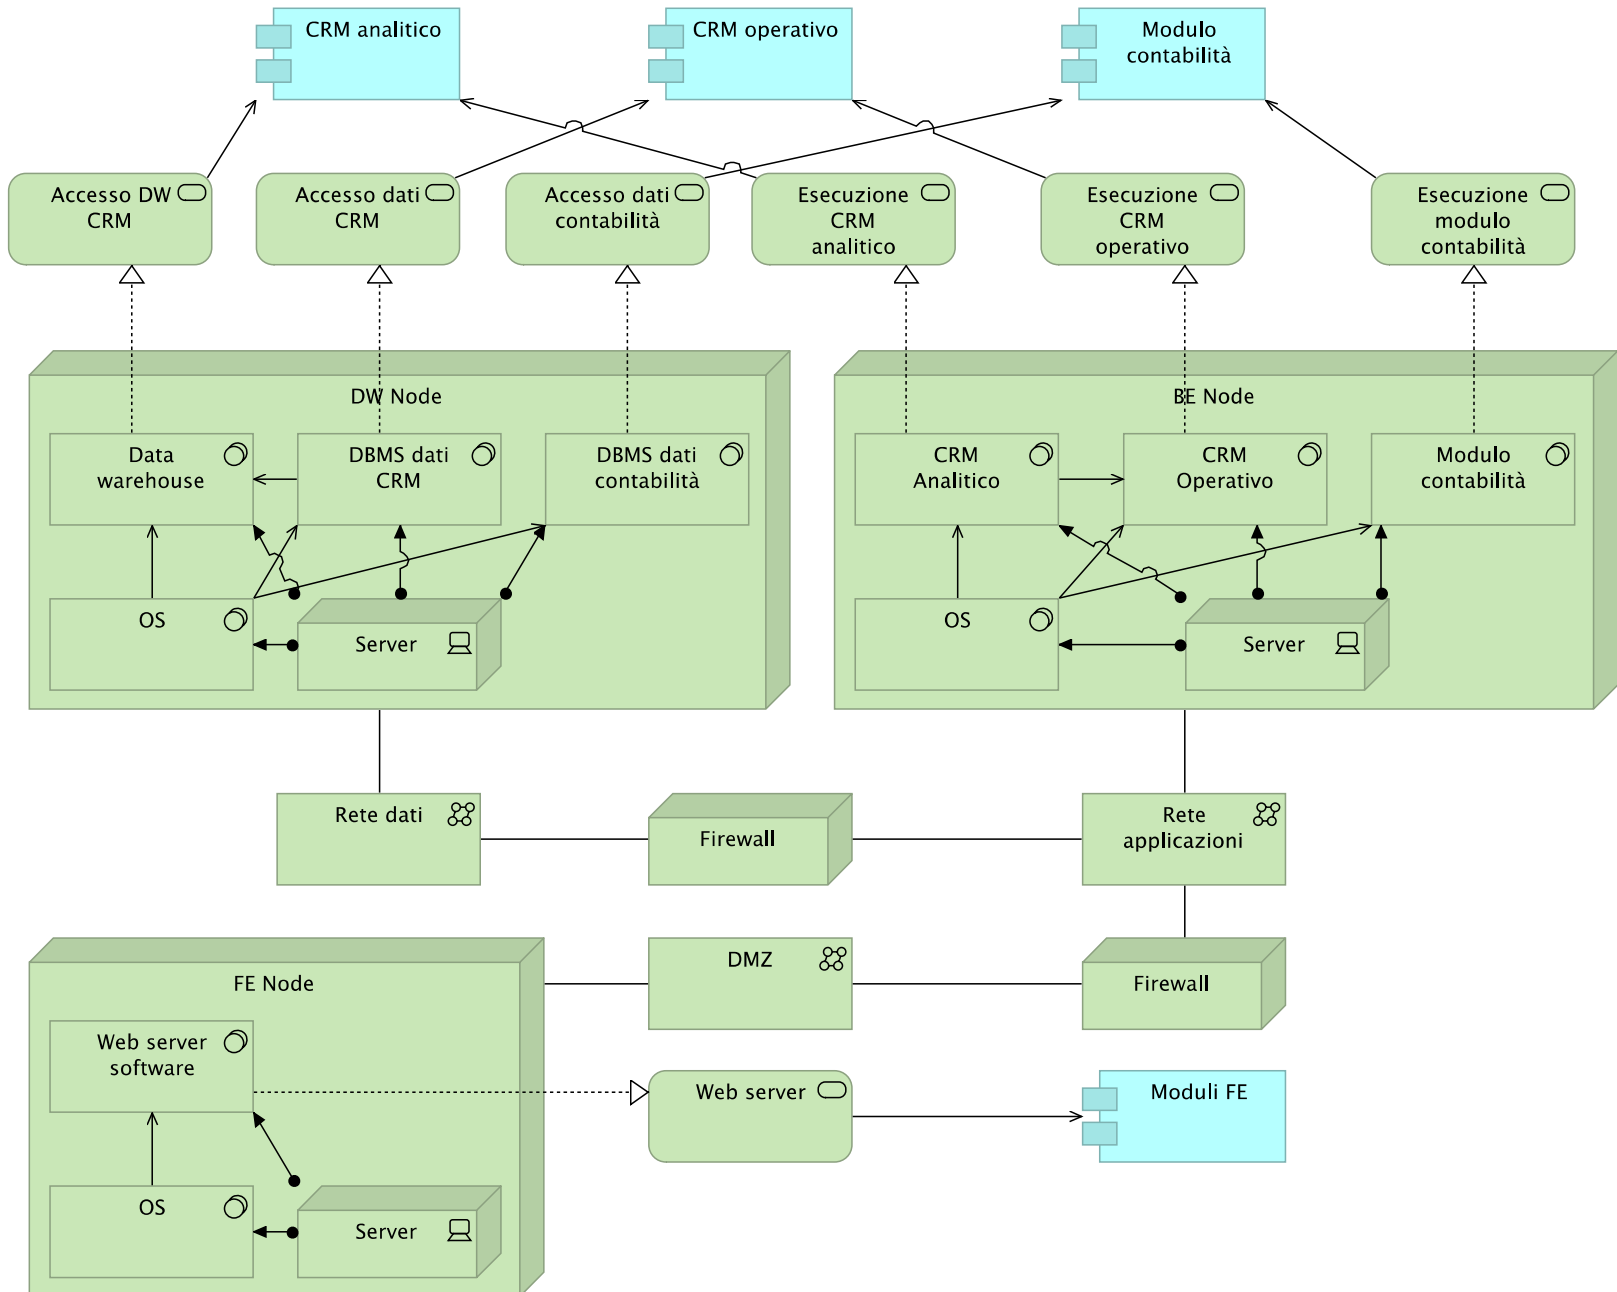 CRM analitico
CRM operativo
Modulo
contabilità
Accesso DW
CRM
Accesso dati
CRM
Accesso dati
contabilità
Esecuzione
CRM
analitico
Esecuzione
CRM
operativo
Esecuzione
modulo
contabilità
DW Node
Data
warehouse
DBMS dati
CRM
DBMS dati
contabilità
OS
Server
BE Node
CRM
Analitico
CRM
Operativo
Modulo
contabilità
OS
Server
Rete dati
Firewall
Rete
applicazioni
FE Node
DMZ
Firewall
Web server
software
Web server
Moduli FE
OS
Server